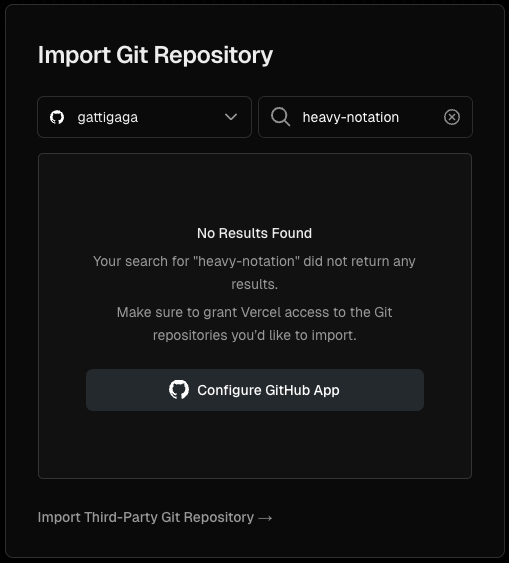 Import Git Repository
gattigaga
heavy-notation
No Results Found
Your search for "heavy-notation" did not return any
results.
Make sure to grant Vercel access to the Git
repositories you'd like to import.
Configure GitHub App
Import Third-Party Git Repository →